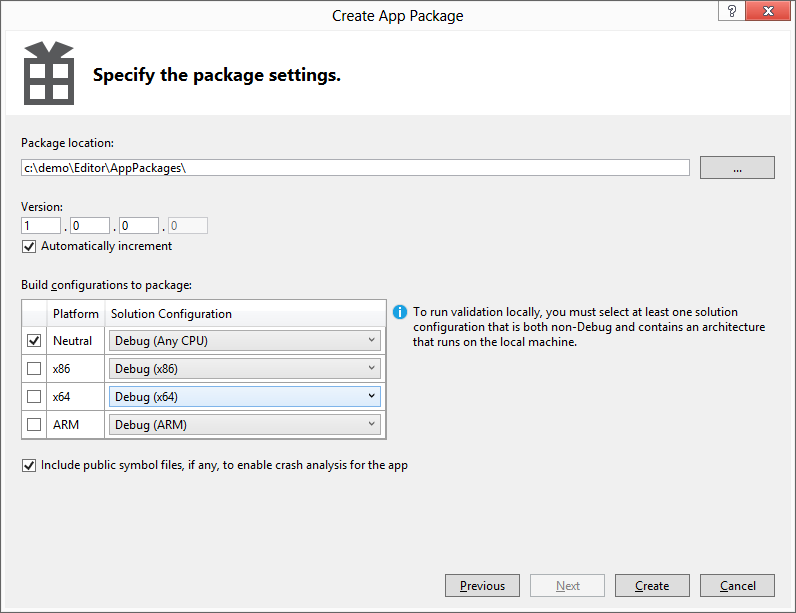 Create App Package
?
Specify the package settings.
Package location:
c:\demo\Editor\AppPackages\
...
Version:
1 . 0 . 0 . 0
Automatically increment
Build configurations to package:
Platform Solution Configuration
Neutral Debug (Any CPU)
x86 Debug (x86)
x64 Debug (x64)
ARM Debug (ARM)
To run validation locally, you must select at least one solution
configuration that is both non-Debug and contains an architecture
that runs on the local machine.
Include public symbol files, if any, to enable crash analysis for the app
Previous Next Create Cancel